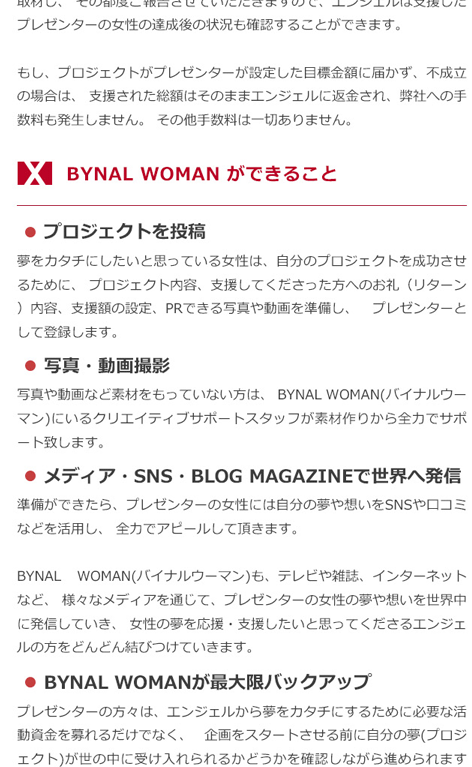 取材し、 その都度ご報告させていただきますので、エンジェルは支援した
プレゼンターの女性の達成後の状況も確認することができます。
もし、プロジェクトがプレゼンターが設定した目標金額に届かず、不成立
の場合は、 支援された総額はそのままエンジェルに返金され、弊社への手
数料も発生しません。 その他手数料は一切ありません。
BYNAL WOMAN ができること
● プロジェクトを投稿
夢をカタチにしたいと思っている女性は、自分のプロジェクトを成功させ
るために、 プロジェクト内容、支援してくださった方へのお礼（リターン
）内容、支援額の設定、PRできる写真や動画を準備し、　プレゼンターと
して登録します。
● 写真・動画撮影
写真や動画など素材をもっていない方は、 BYNAL WOMAN(バイナルウー
マン)にいるクリエイティブサポートスタッフが素材作りから全力でサポ
ート致します。
● メディア・SNS・BLOG MAGAZINEで世界へ発信
準備ができたら、プレゼンターの女性には自分の夢や想いをSNSや口コミ
などを活用し、 全力でアピールして頂きます。
BYNAL　WOMAN(バイナルウーマン)も、テレビや雑誌、インターネット
など、 様々なメディアを通じて、プレゼンターの女性の夢や想いを世界中
に発信していき、 女性の夢を応援・支援したいと思ってくださるエンジェ
ルの方をどんどん結びつけていきます。
● BYNAL WOMANが最大限バックアップ
プレゼンターの方々は、エンジェルから夢をカタチにするために必要な活
動資金を募れるだけでなく、　企画をスタートさせる前に自分の夢(プロジ
ェクト)が世の中に受け入れられるかどうかを確認しながら進められます